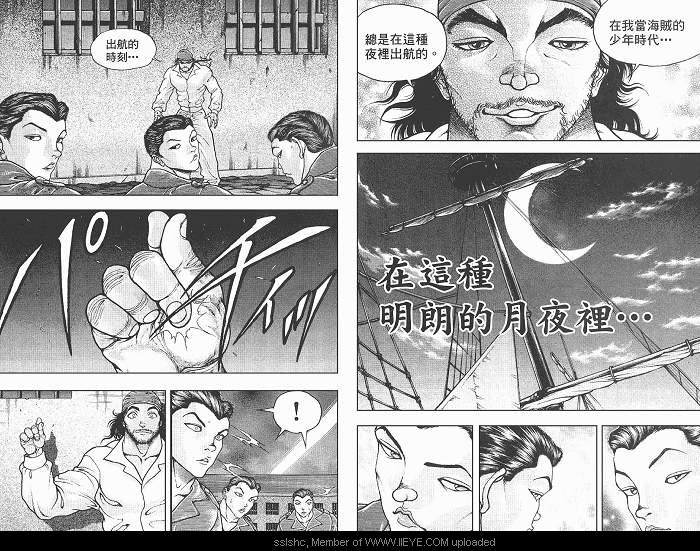 在我當海賊的
少年時代⋯
總是在這種
夜裡出航的。
在這種
明朗的月夜裡⋯
出航的
時刻⋯
パチィッ
！
sslshc, Member of WWW.IIEYE.COM uploaded